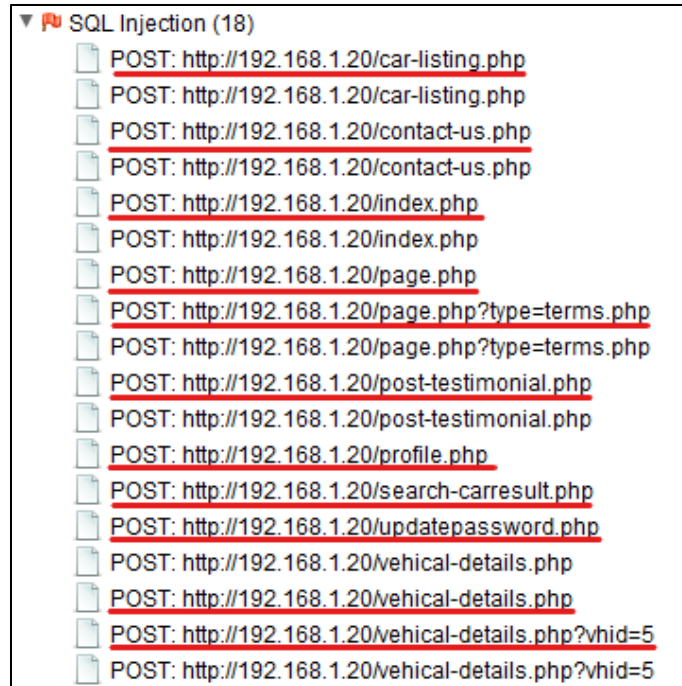 SQL Injection (18)
POST: http://192.168.1.20/car-listing.php
POST: http://192.168.1.20/car-listing.php
POST: http://192.168.1.20/contact-us.php
POST: http://192.168.1.20/contact-us.php
POST: http://192.168.1.20/index.php
POST: http://192.168.1.20/index.php
POST: http://192.168.1.20/page.php
POST: http://192.168.1.20/page.php?type=terms.php
POST: http://192.168.1.20/page.php?type=terms.php
POST: http://192.168.1.20/post-testimonial.php
POST: http://192.168.1.20/post-testimonial.php
POST: http://192.168.1.20/profile.php
POST: http://192.168.1.20/search-carresult.php
POST: http://192.168.1.20/updatepassword.php
POST: http://192.168.1.20/vehical-details.php
POST: http://192.168.1.20/vehical-details.php
POST: http://192.168.1.20/vehical-details.php?vhid=5
POST: http://192.168.1.20/vehical-details.php?vhid=5